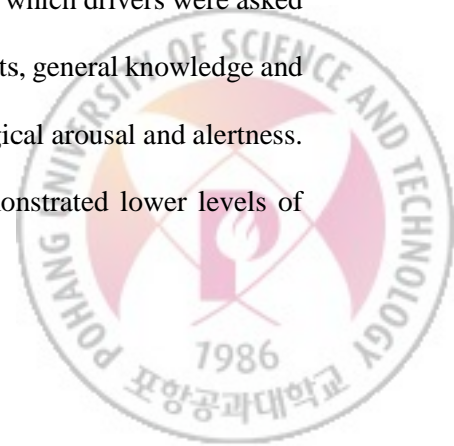 which drivers were asked
ts, general knowledge and
gical arousal and alertness.
onstrated lower levels of
POHANG UNIVERSITY OF SCIENCE AND TECHNOLOGY
1986
포항공과대학교